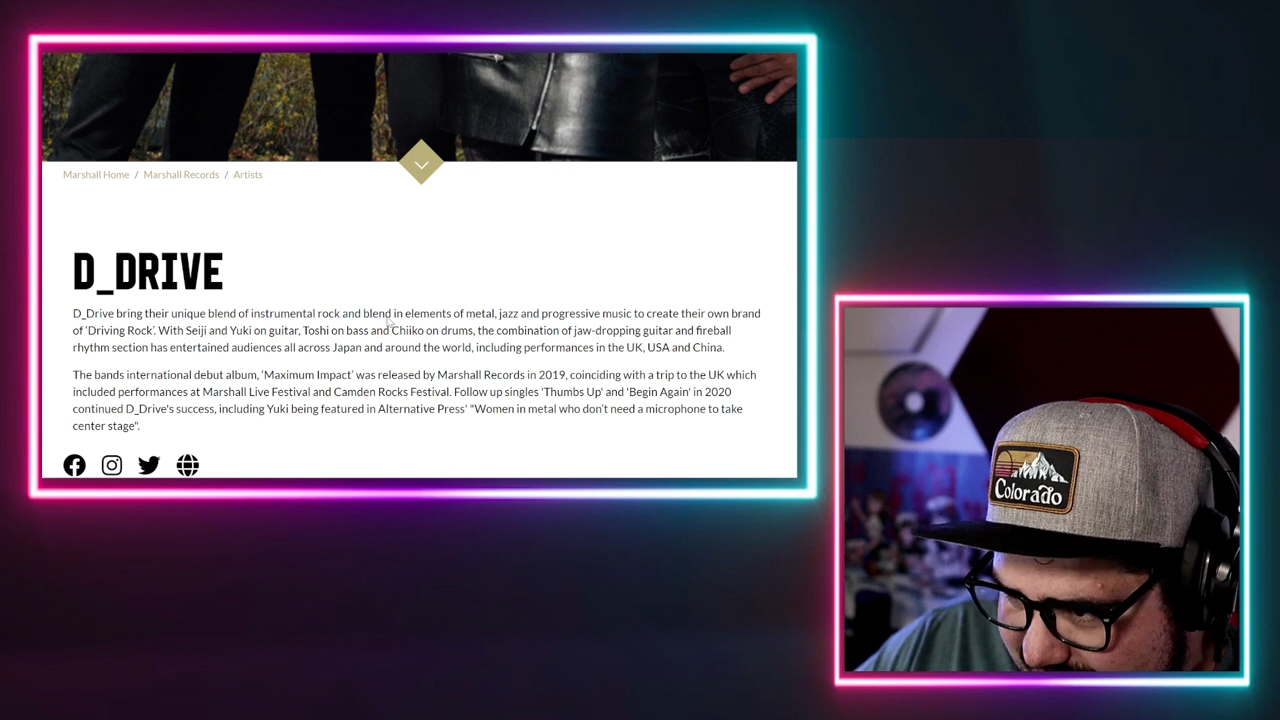 Marshall Home / Marshall Records / Artists
D_DRIVE
D_Drive bring their unique blend of instrumental rock and blend in elements of metal, jazz and progressive music to create their own brand
of 'Driving Rock'. With Seiji and Yuki on guitar, Toshi on bass and Chiiko on drums, the combination of jaw-dropping guitar and fireball
rhythm section has entertained audiences all across Japan and around the world, including performances in the UK, USA and China.
The bands international debut album, 'Maximum Impact' was released by Marshall Records in 2019, coinciding with a trip to the UK which
included performances at Marshall Live Festival and Camden Rocks Festival. Follow up singles 'Thumbs Up' and 'Begin Again' in 2020
continued D_Drive's success, including Yuki being featured in Alternative Press' "Women in metal who don't need a microphone to take
center stage".
Colorado